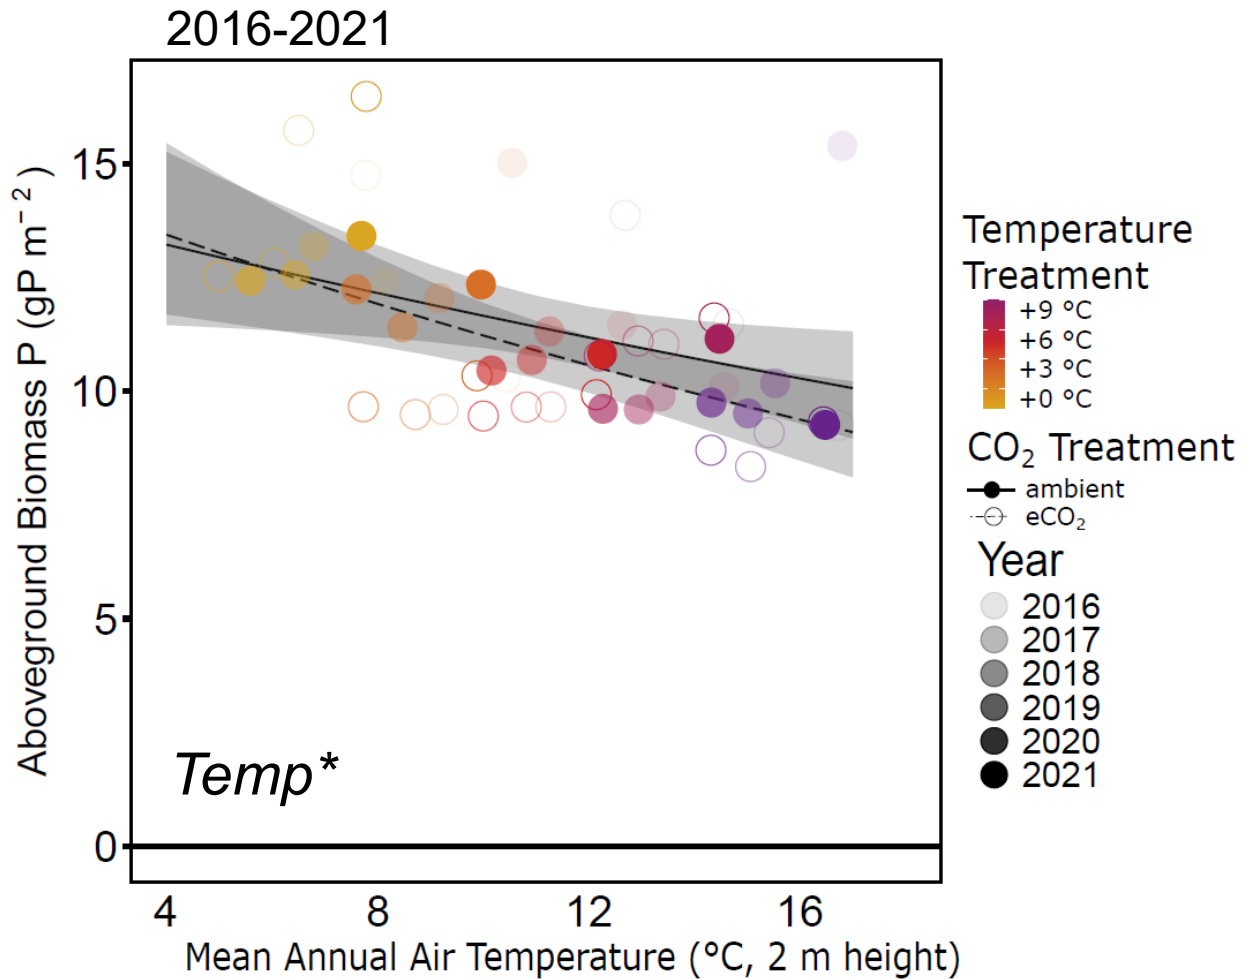 2016-2021
Aboveground Biomass P (gP m⁻²)
15
10
5
0
Temp*
4 8 12 16
Mean Annual Air Temperature (°C, 2 m height)
Temperature
Treatment
+9 °C
+6 °C
+3 °C
+0 °C
CO₂ Treatment
ambient
eCO₂
Year
2016
2017
2018
2019
2020
2021